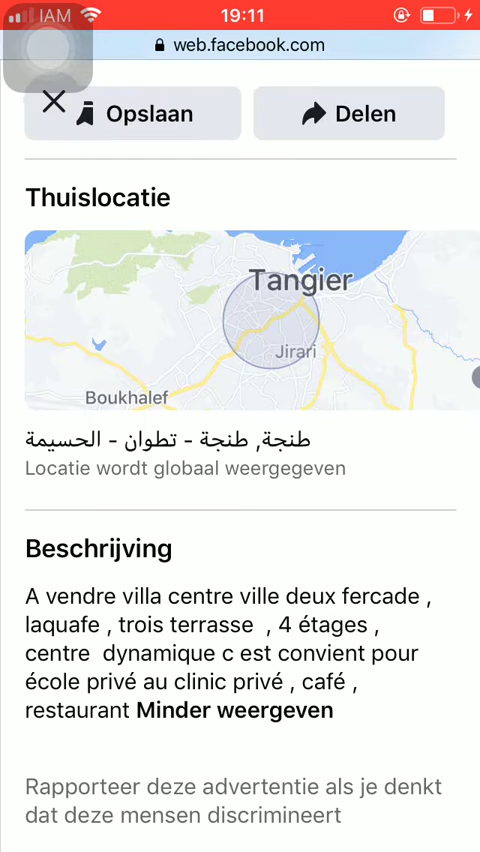 IAM 19:11
web.facebook.com
Opslaan Delen
Thuislocatie
Tangier
Jirari
Boukhalef
طنجة, طنجة - تطوان - الحسيمة
Locatie wordt globaal weergegeven
Beschrijving
A vendre villa centre ville deux fercade ,
laquafe , trois terrasse  , 4 étages ,
centre  dynamique c est convient pour
école privé au clinic privé , café ,
restaurant Minder weergeven
Rapporteer deze advertentie als je denkt
dat deze mensen discrimineert